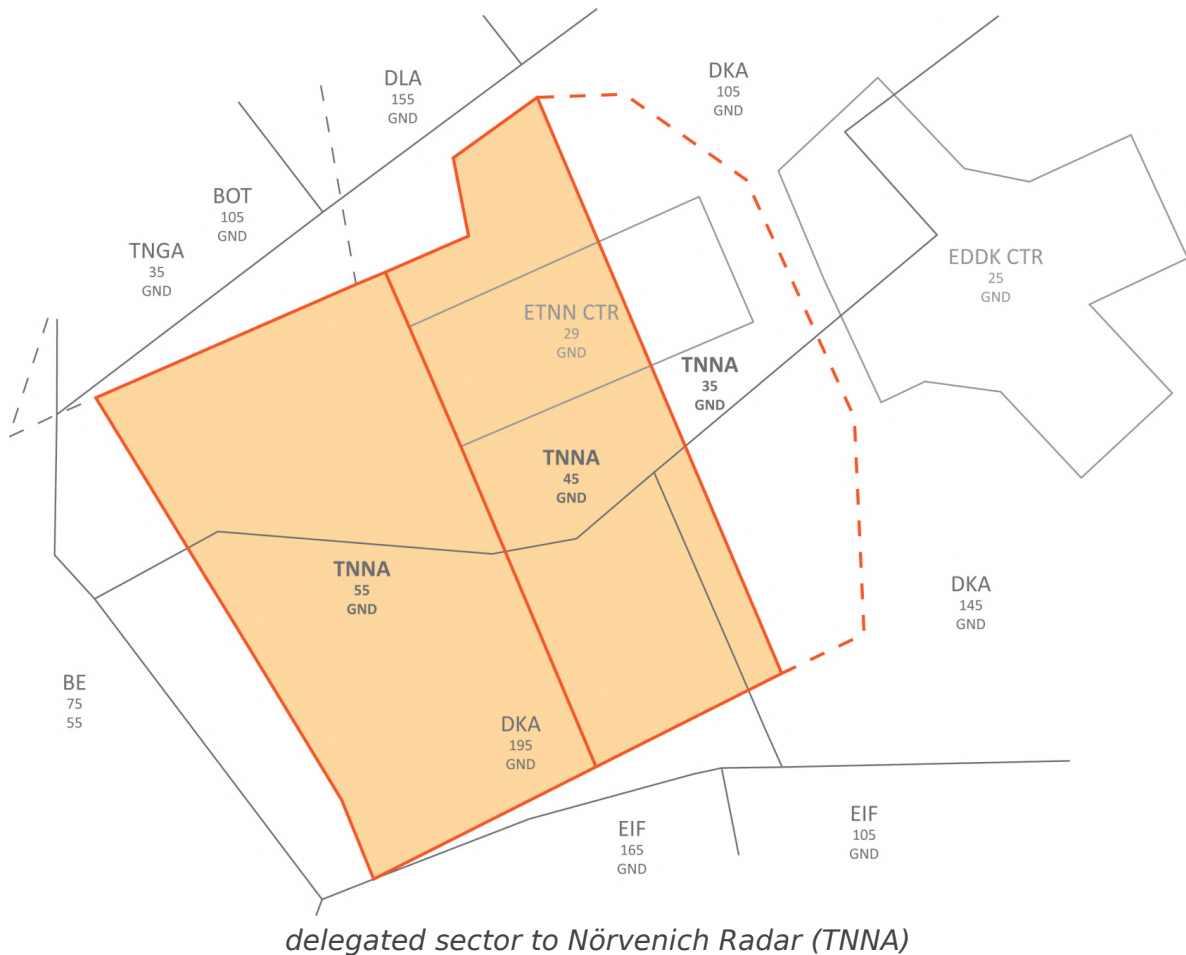 DLA
155
GND
DKA
105
GND
BOT
105
GND
TNGA
35
GND
EDDK CTR
25
GND
ETNN CTR
29
GND
TNNA
35
GND
TNNA
45
GND
TNNA
55
GND
DKA
145
GND
BE
75
55
DKA
195
GND
EIF
165
GND
EIF
105
GND
delegated sector to Nörvenich Radar (TNNA)